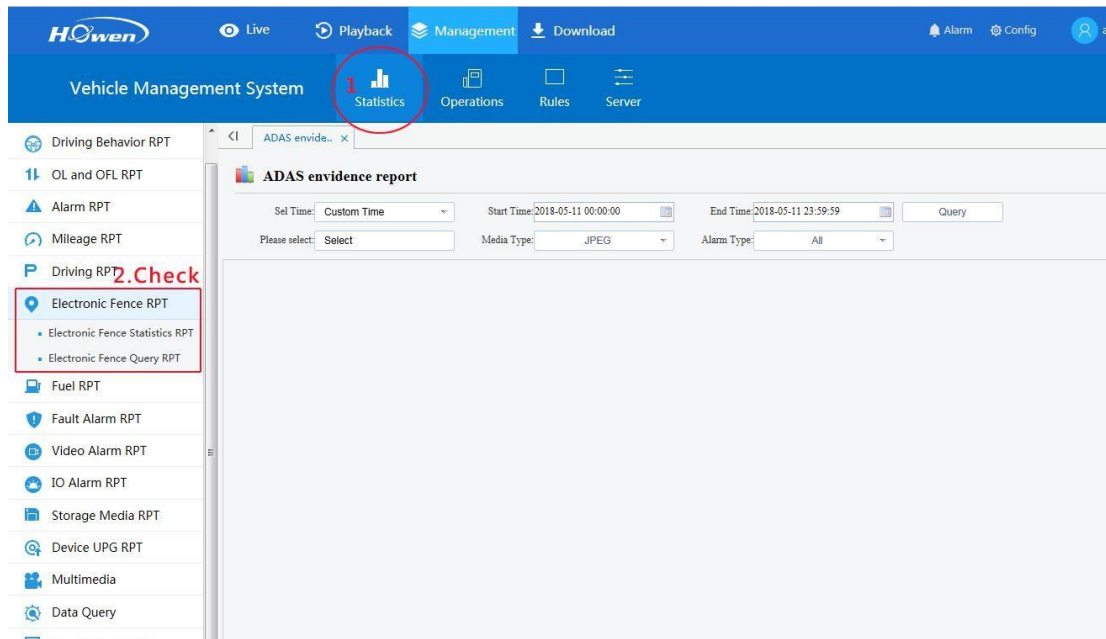 Howen
Live Playback Management Download Alarm Config
Vehicle Management System
1
Statistics Operations Rules Server
Driving Behavior RPT
ADAS envide..
OL and OFL RPT
ADAS envidence report
Alarm RPT
Sel Time: Custom Time Start Time: 2018-05-11 00:00:00 End Time: 2018-05-11 23:59:59 Query
Mileage RPT
Please select: Select Media Type: JPEG Alarm Type: All
Driving RPT
2.Check
Electronic Fence RPT
Electronic Fence Statistics RPT
Electronic Fence Query RPT
Fuel RPT
Fault Alarm RPT
Video Alarm RPT
IO Alarm RPT
Storage Media RPT
Device UPG RPT
Multimedia
Data Query